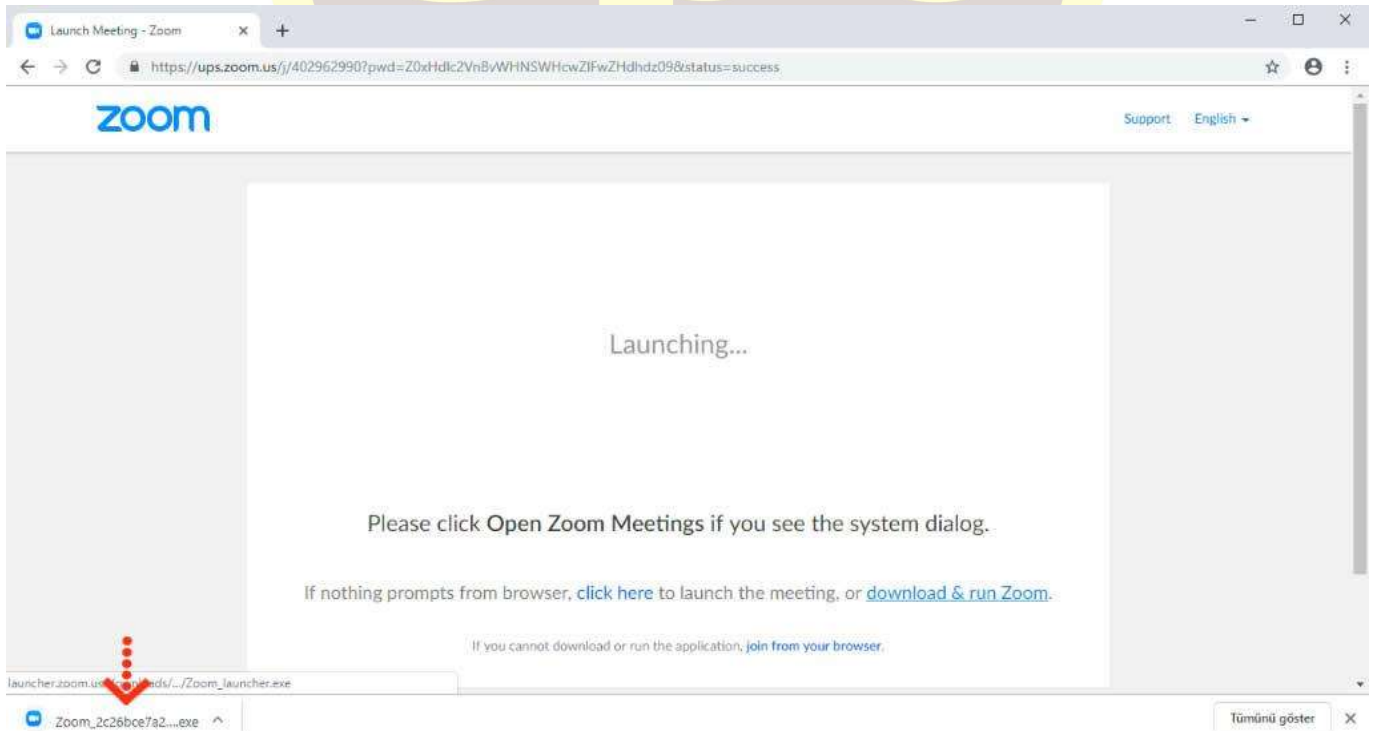 Launch Meeting - Zoom
https://ups.zoom.us/j/402962990?pwd=Z0xHdlc2Vn8vWHNSWHcwZlFwZHdhdz09&status=success
zoom
Support English
Launching...
Please click Open Zoom Meetings if you see the system dialog.
If nothing prompts from browser, click here to launch the meeting, or download & run Zoom.
If you cannot download or run the application, join from your browser.
/.../Zoom_launcher.exe
Zoom_2c26bce7a2....exe
Tümünü göster